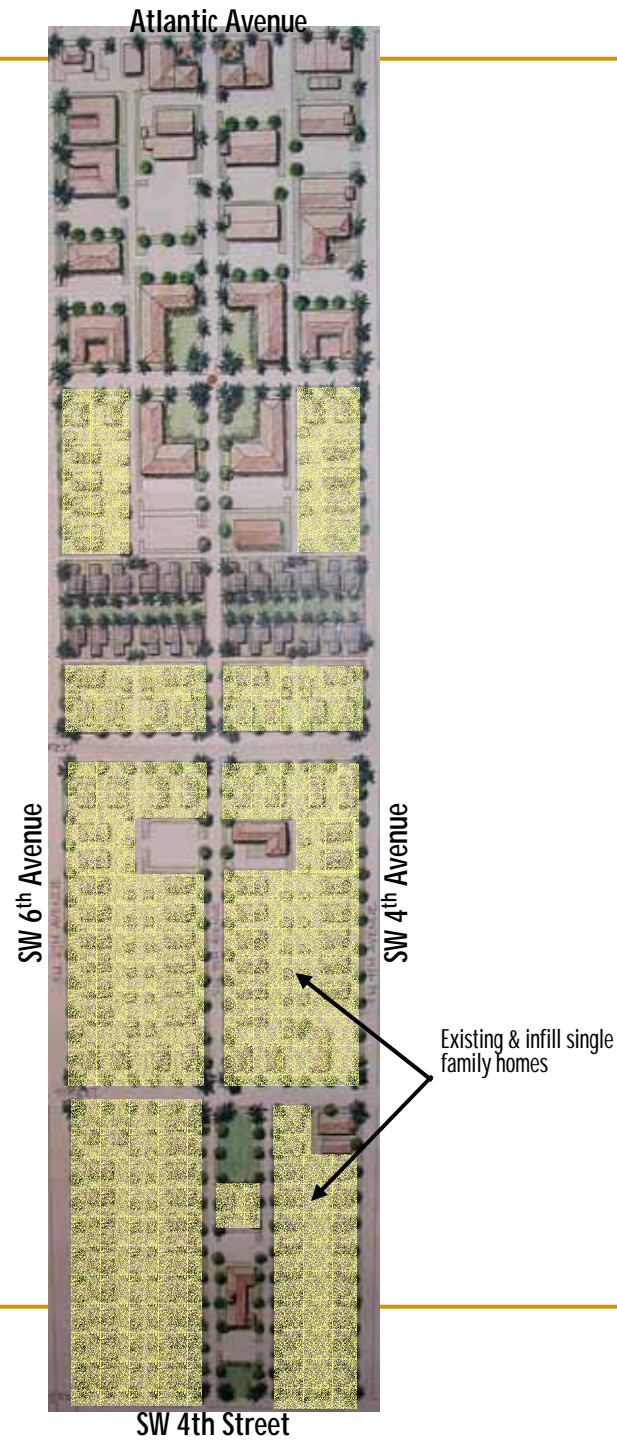 Atlantic Avenue
SW 6th Avenue
SW 4th Avenue
Existing & infill single
family homes
SW 4th Street